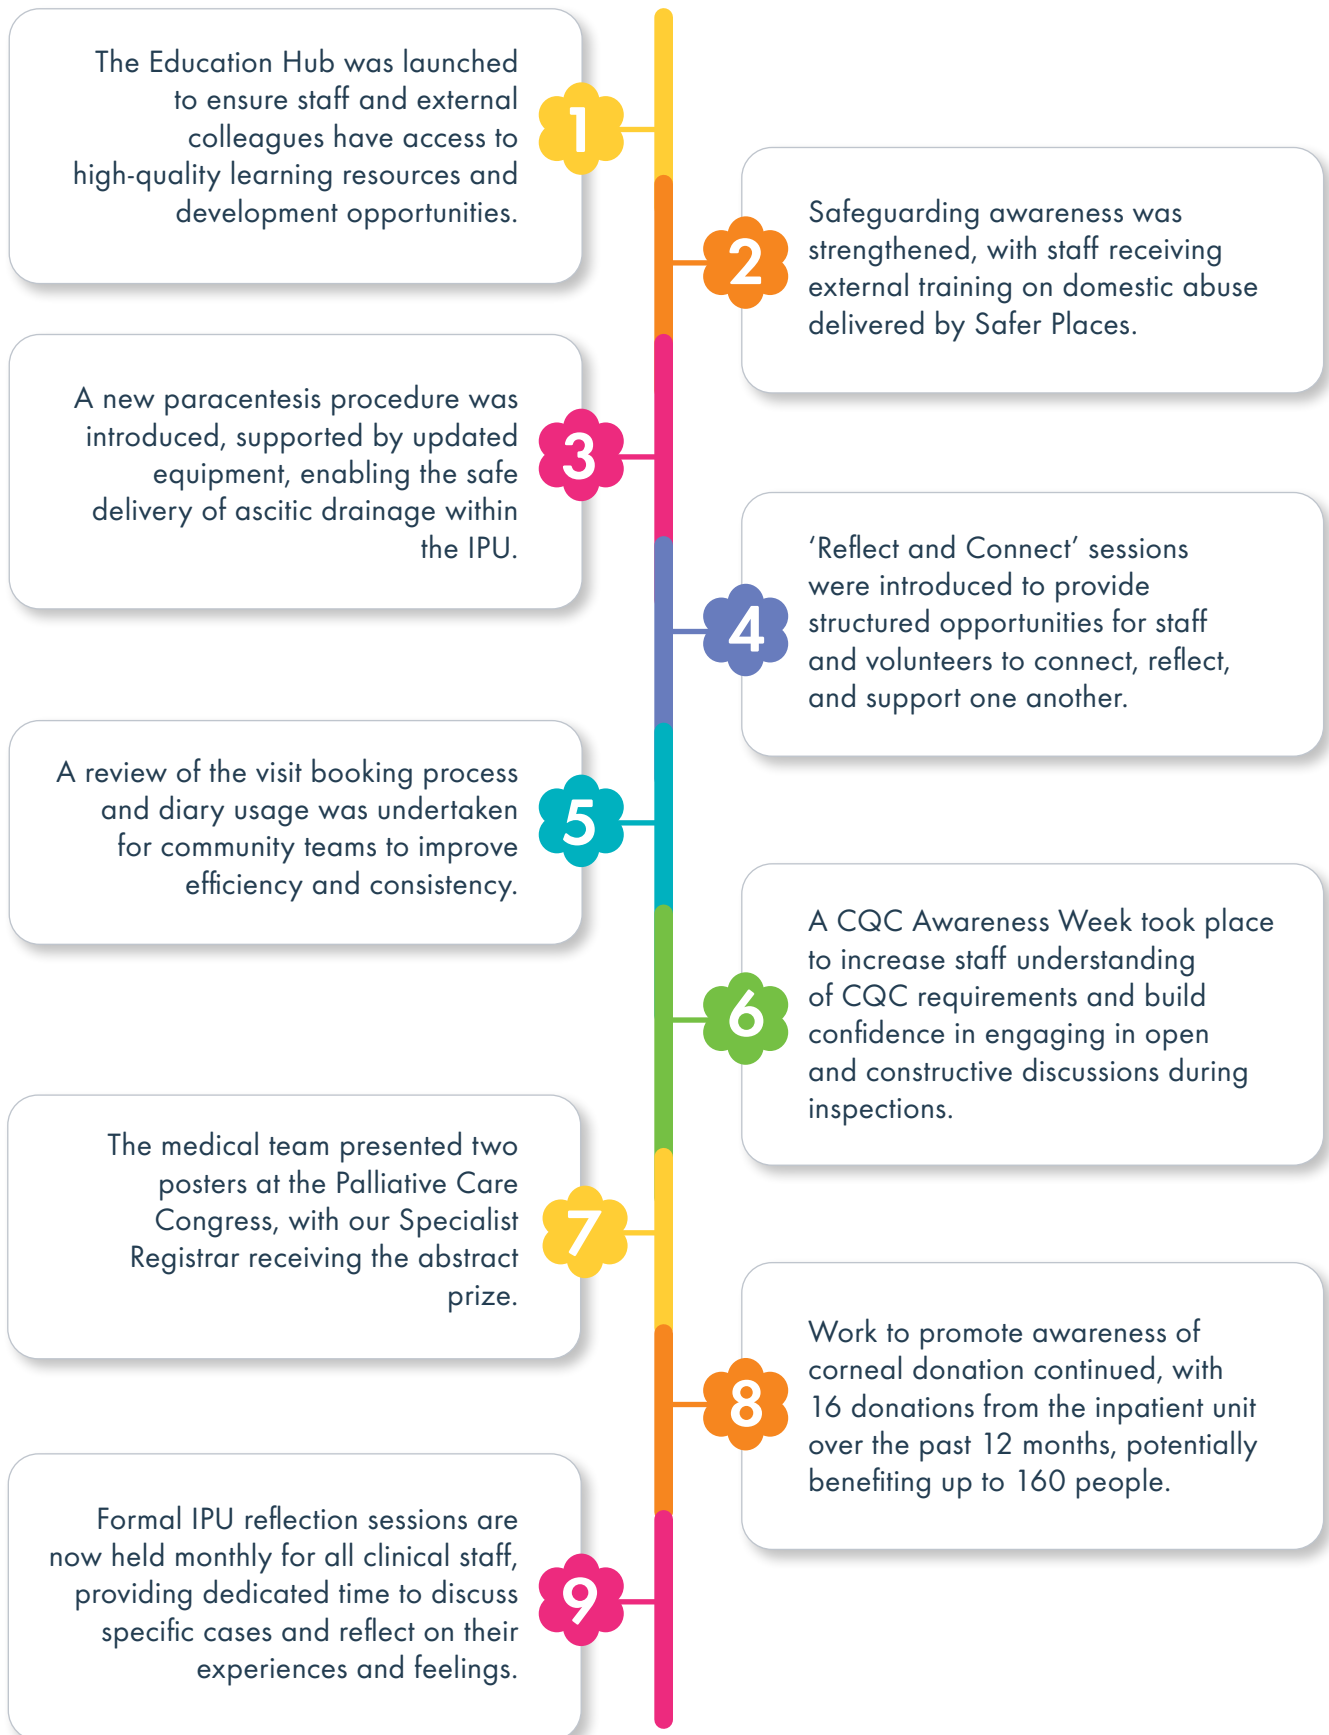 The Education Hub was launched
to ensure staff and external
colleagues have access to
high-quality learning resources and
development opportunities.
1
2
Safeguarding awareness was
strengthened, with staff receiving
external training on domestic abuse
delivered by Safer Places.
A new paracentesis procedure was
introduced, supported by updated
equipment, enabling the safe
delivery of ascitic drainage within
the IPU.
3
4
‘Reflect and Connect’ sessions
were introduced to provide
structured opportunities for staff
and volunteers to connect, reflect,
and support one another.
A review of the visit booking process
and diary usage was undertaken
for community teams to improve
efficiency and consistency.
5
6
A CQC Awareness Week took place
to increase staff understanding
of CQC requirements and build
confidence in engaging in open
and constructive discussions during
inspections.
The medical team presented two
posters at the Palliative Care
Congress, with our Specialist
Registrar receiving the abstract
prize.
7
8
Work to promote awareness of
corneal donation continued, with
16 donations from the inpatient unit
over the past 12 months, potentially
benefiting up to 160 people.
Formal IPU reflection sessions are
now held monthly for all clinical staff,
providing dedicated time to discuss
specific cases and reflect on their
experiences and feelings.
9